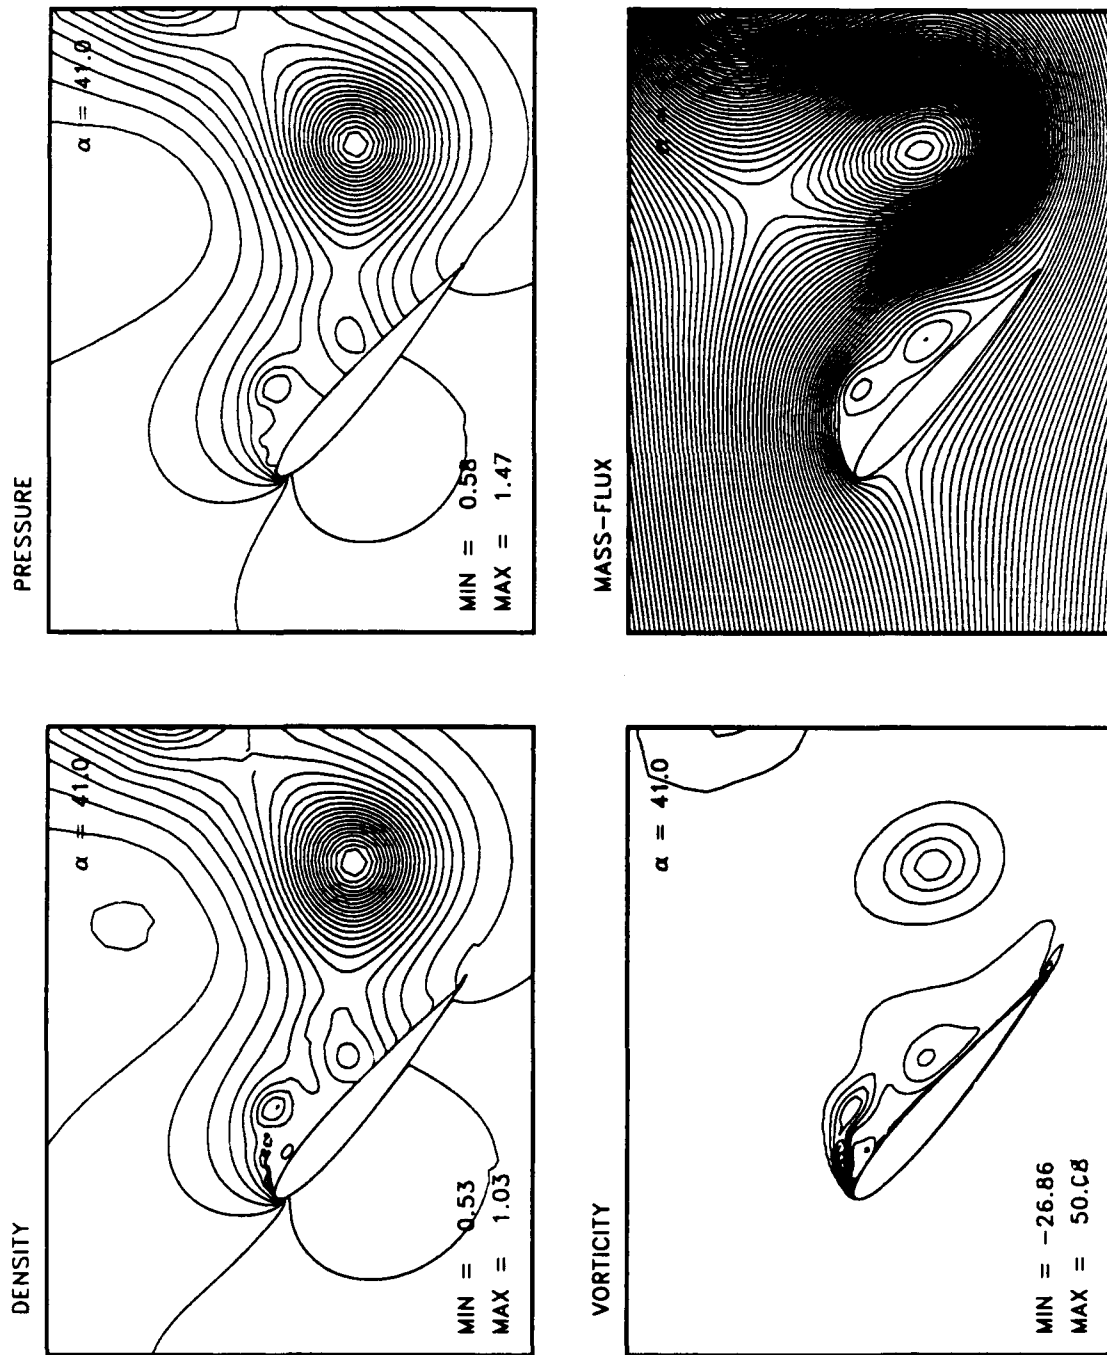 DENSITY
α = 41.0
MIN = 0.53
MAX = 1.03
PRESSURE
α = 41.0
MIN = 0.58
MAX = 1.47
VORTICITY
α = 41.0
MIN = -26.86
MAX = 50.08
MASS-FLUX
α =